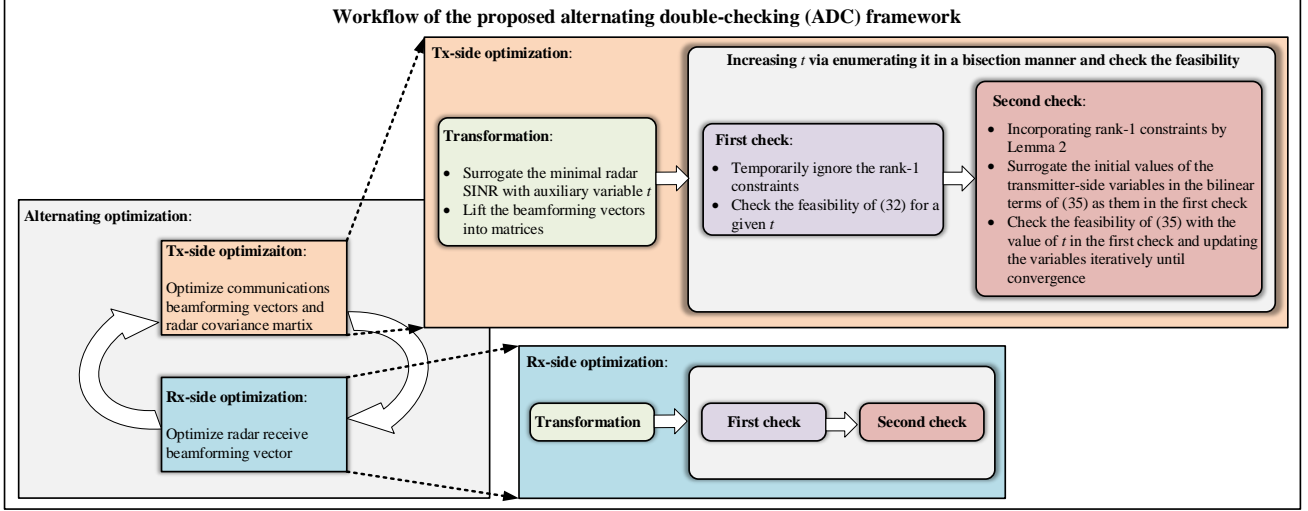 Workflow of the proposed alternating double-checking (ADC) framework
Alternating optimization:
Tx-side optimizaiton:
Optimize communications
beamforming vectors and
radar covariance martix
Rx-side optimization:
Optimize radar receive
beamforming vector
Tx-side optimization:
Transformation:
• Surrogate the minimal radar
SINR with auxiliary variable t
• Lift the beamforming vectors
into matrices
Increasing t via enumerating it in a bisection manner and check the feasibility
First check:
• Temporarily ignore the rank-1
constraints
• Check the feasibility of (32) for a
given t
Second check:
• Incorporating rank-1 constraints by
Lemma 2
• Surrogate the initial values of the
transmitter-side variables in the bilinear
terms of (35) as them in the first check
• Check the feasibility of (35) with the
value of t in the first check and updating
the variables iteratively until
convergence
Rx-side optimization:
Transformation
First check
Second check